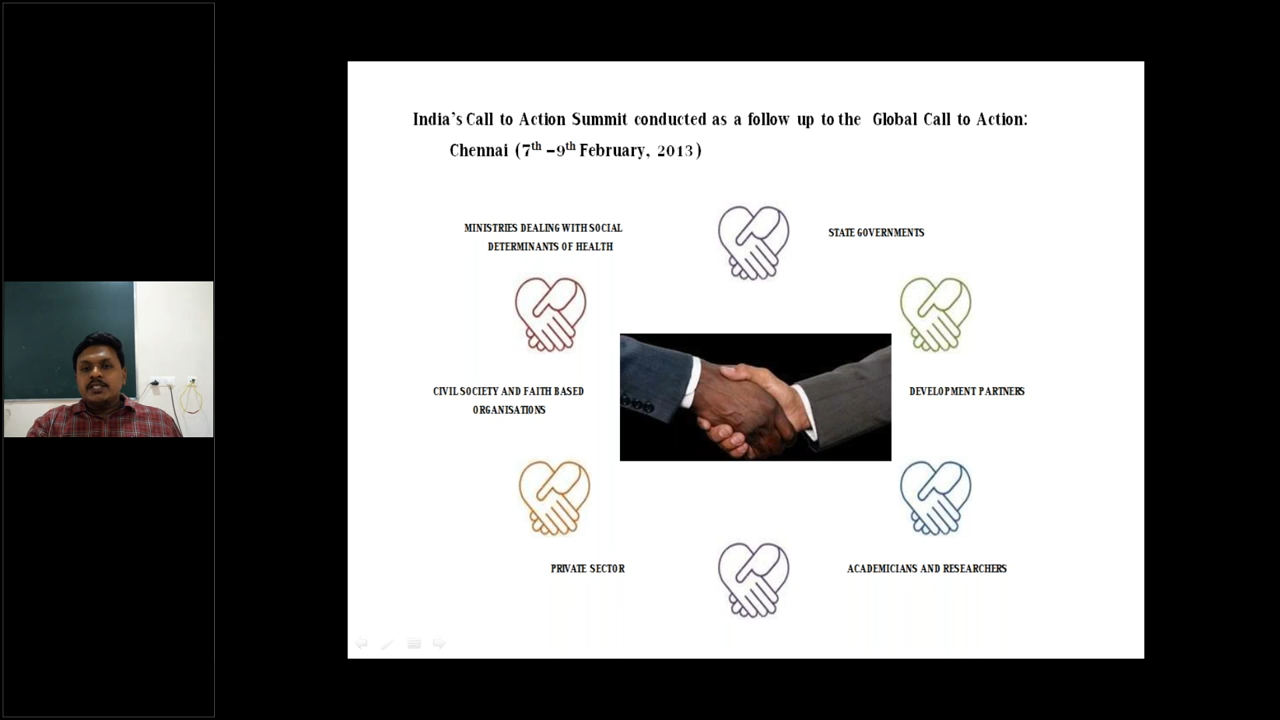 India's Call to Action Summit conducted as a follow up to the Global Call to Action:
Chennai (7th –9th February, 2013)
MINISTRIES DEALING WITH SOCIAL
DETERMINANTS OF HEALTH
STATE GOVERNMENTS
CIVIL SOCIETY AND FAITH BASED
ORGANISATIONS
DEVELOPMENT PARTNERS
PRIVATE SECTOR
ACADEMICIANS AND RESEARCHERS